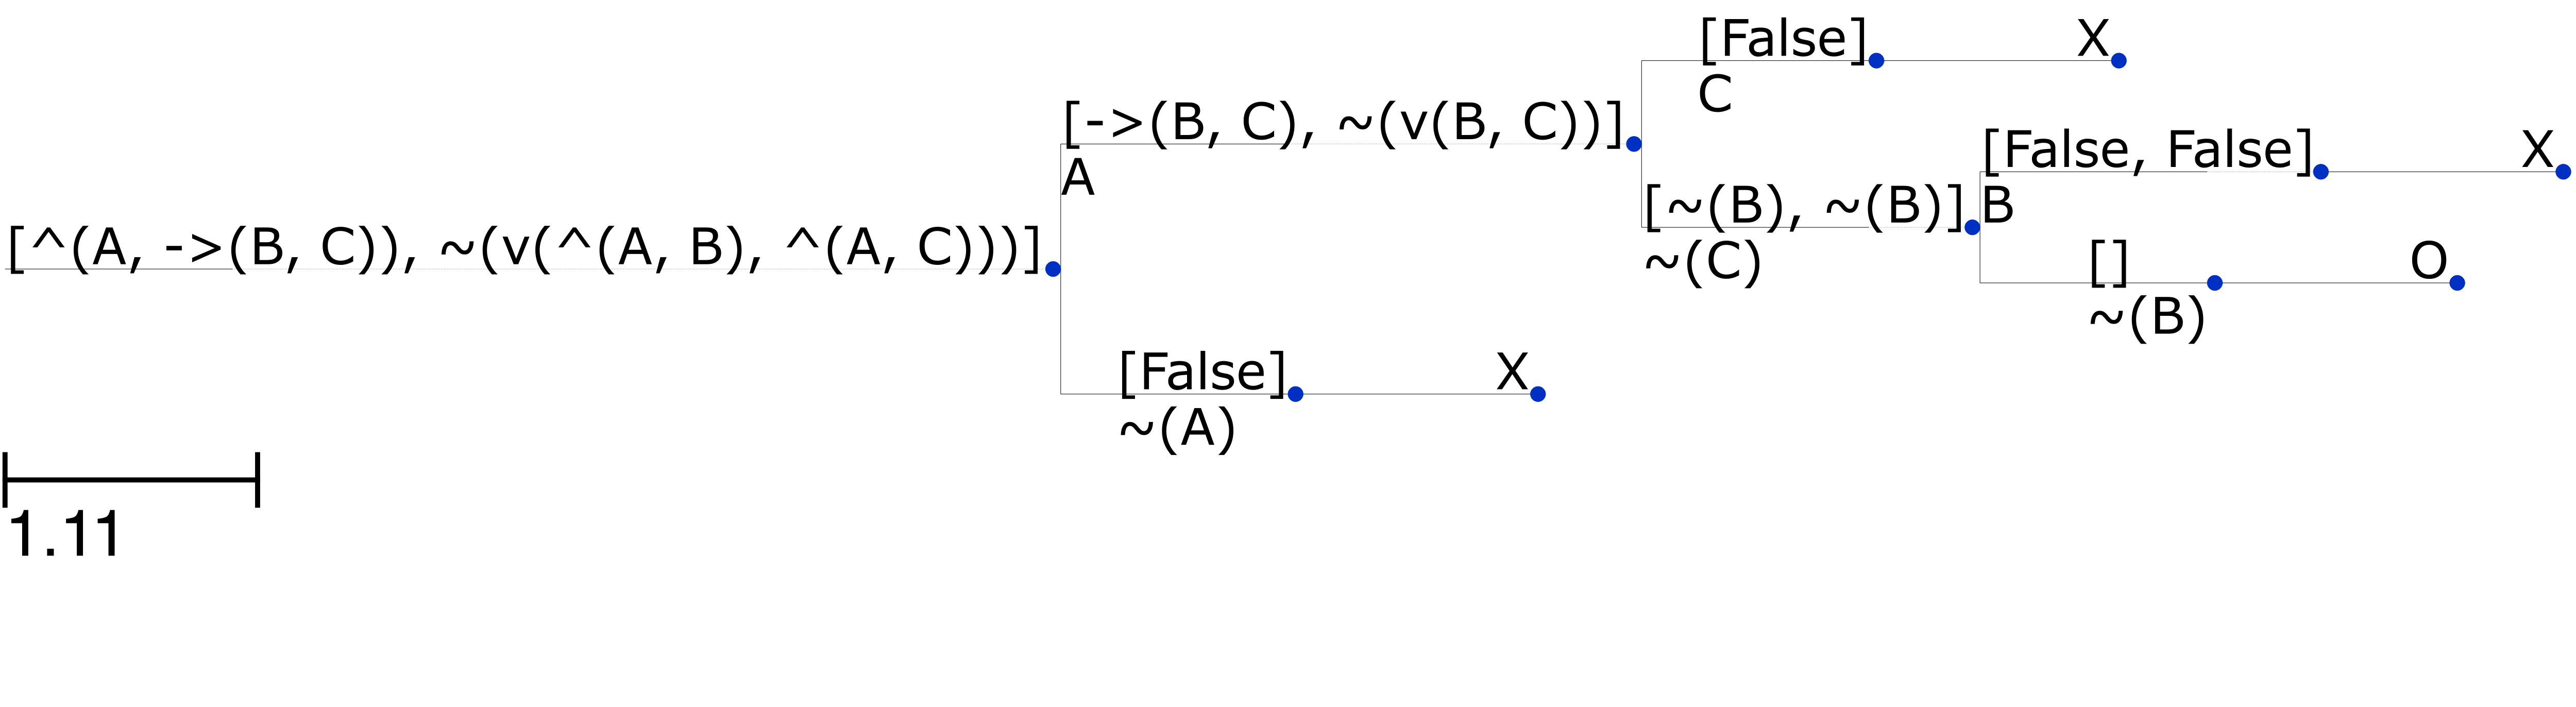 [False]
X
C
[->(B, C), ~(v(B, C))]
A
[False, False]
X
[~(B), ~(B)]
B
~(C)
[]
O
~(B)
[^(A, ->(B, C)), ~(v(^(A, B), ^(A, C)))]
[False]
X
~(A)
1.11